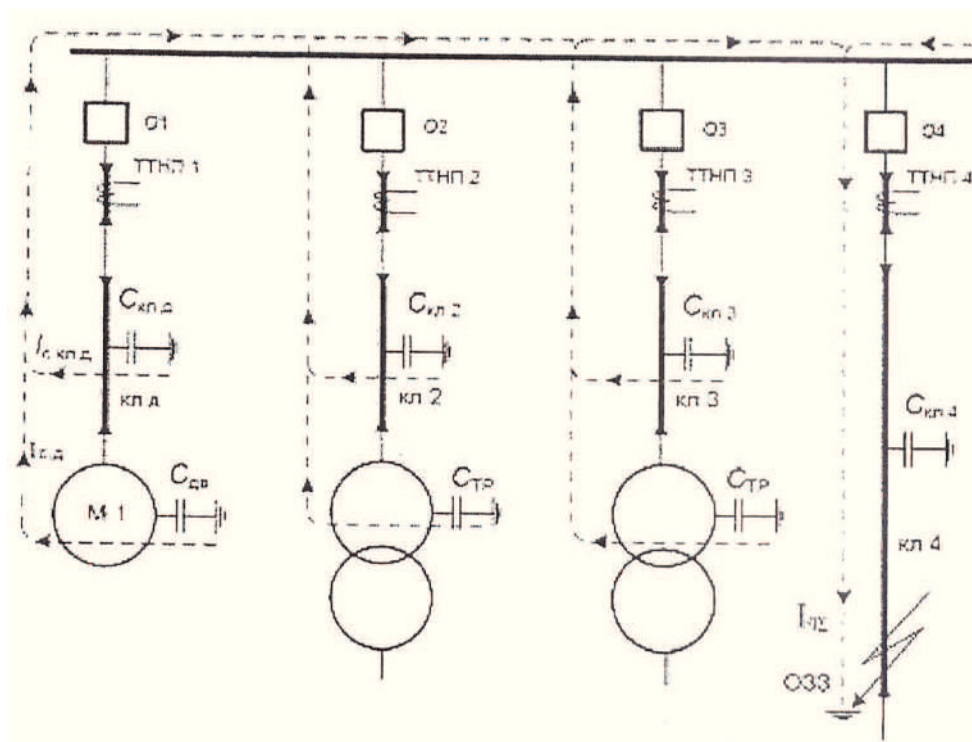 Q1
Q2
Q3
Q4
ТТНП 1
ТТНП 2
ТТНП 3
ТТНП 4
Cкл.д
Cкл 2
Cкл 3
Iс кл.д
кл д
кл 2
кл 3
Cкл 4
Iс.д
M 1
Cдв
CТР
CТР
кл 4
ОЗЗ